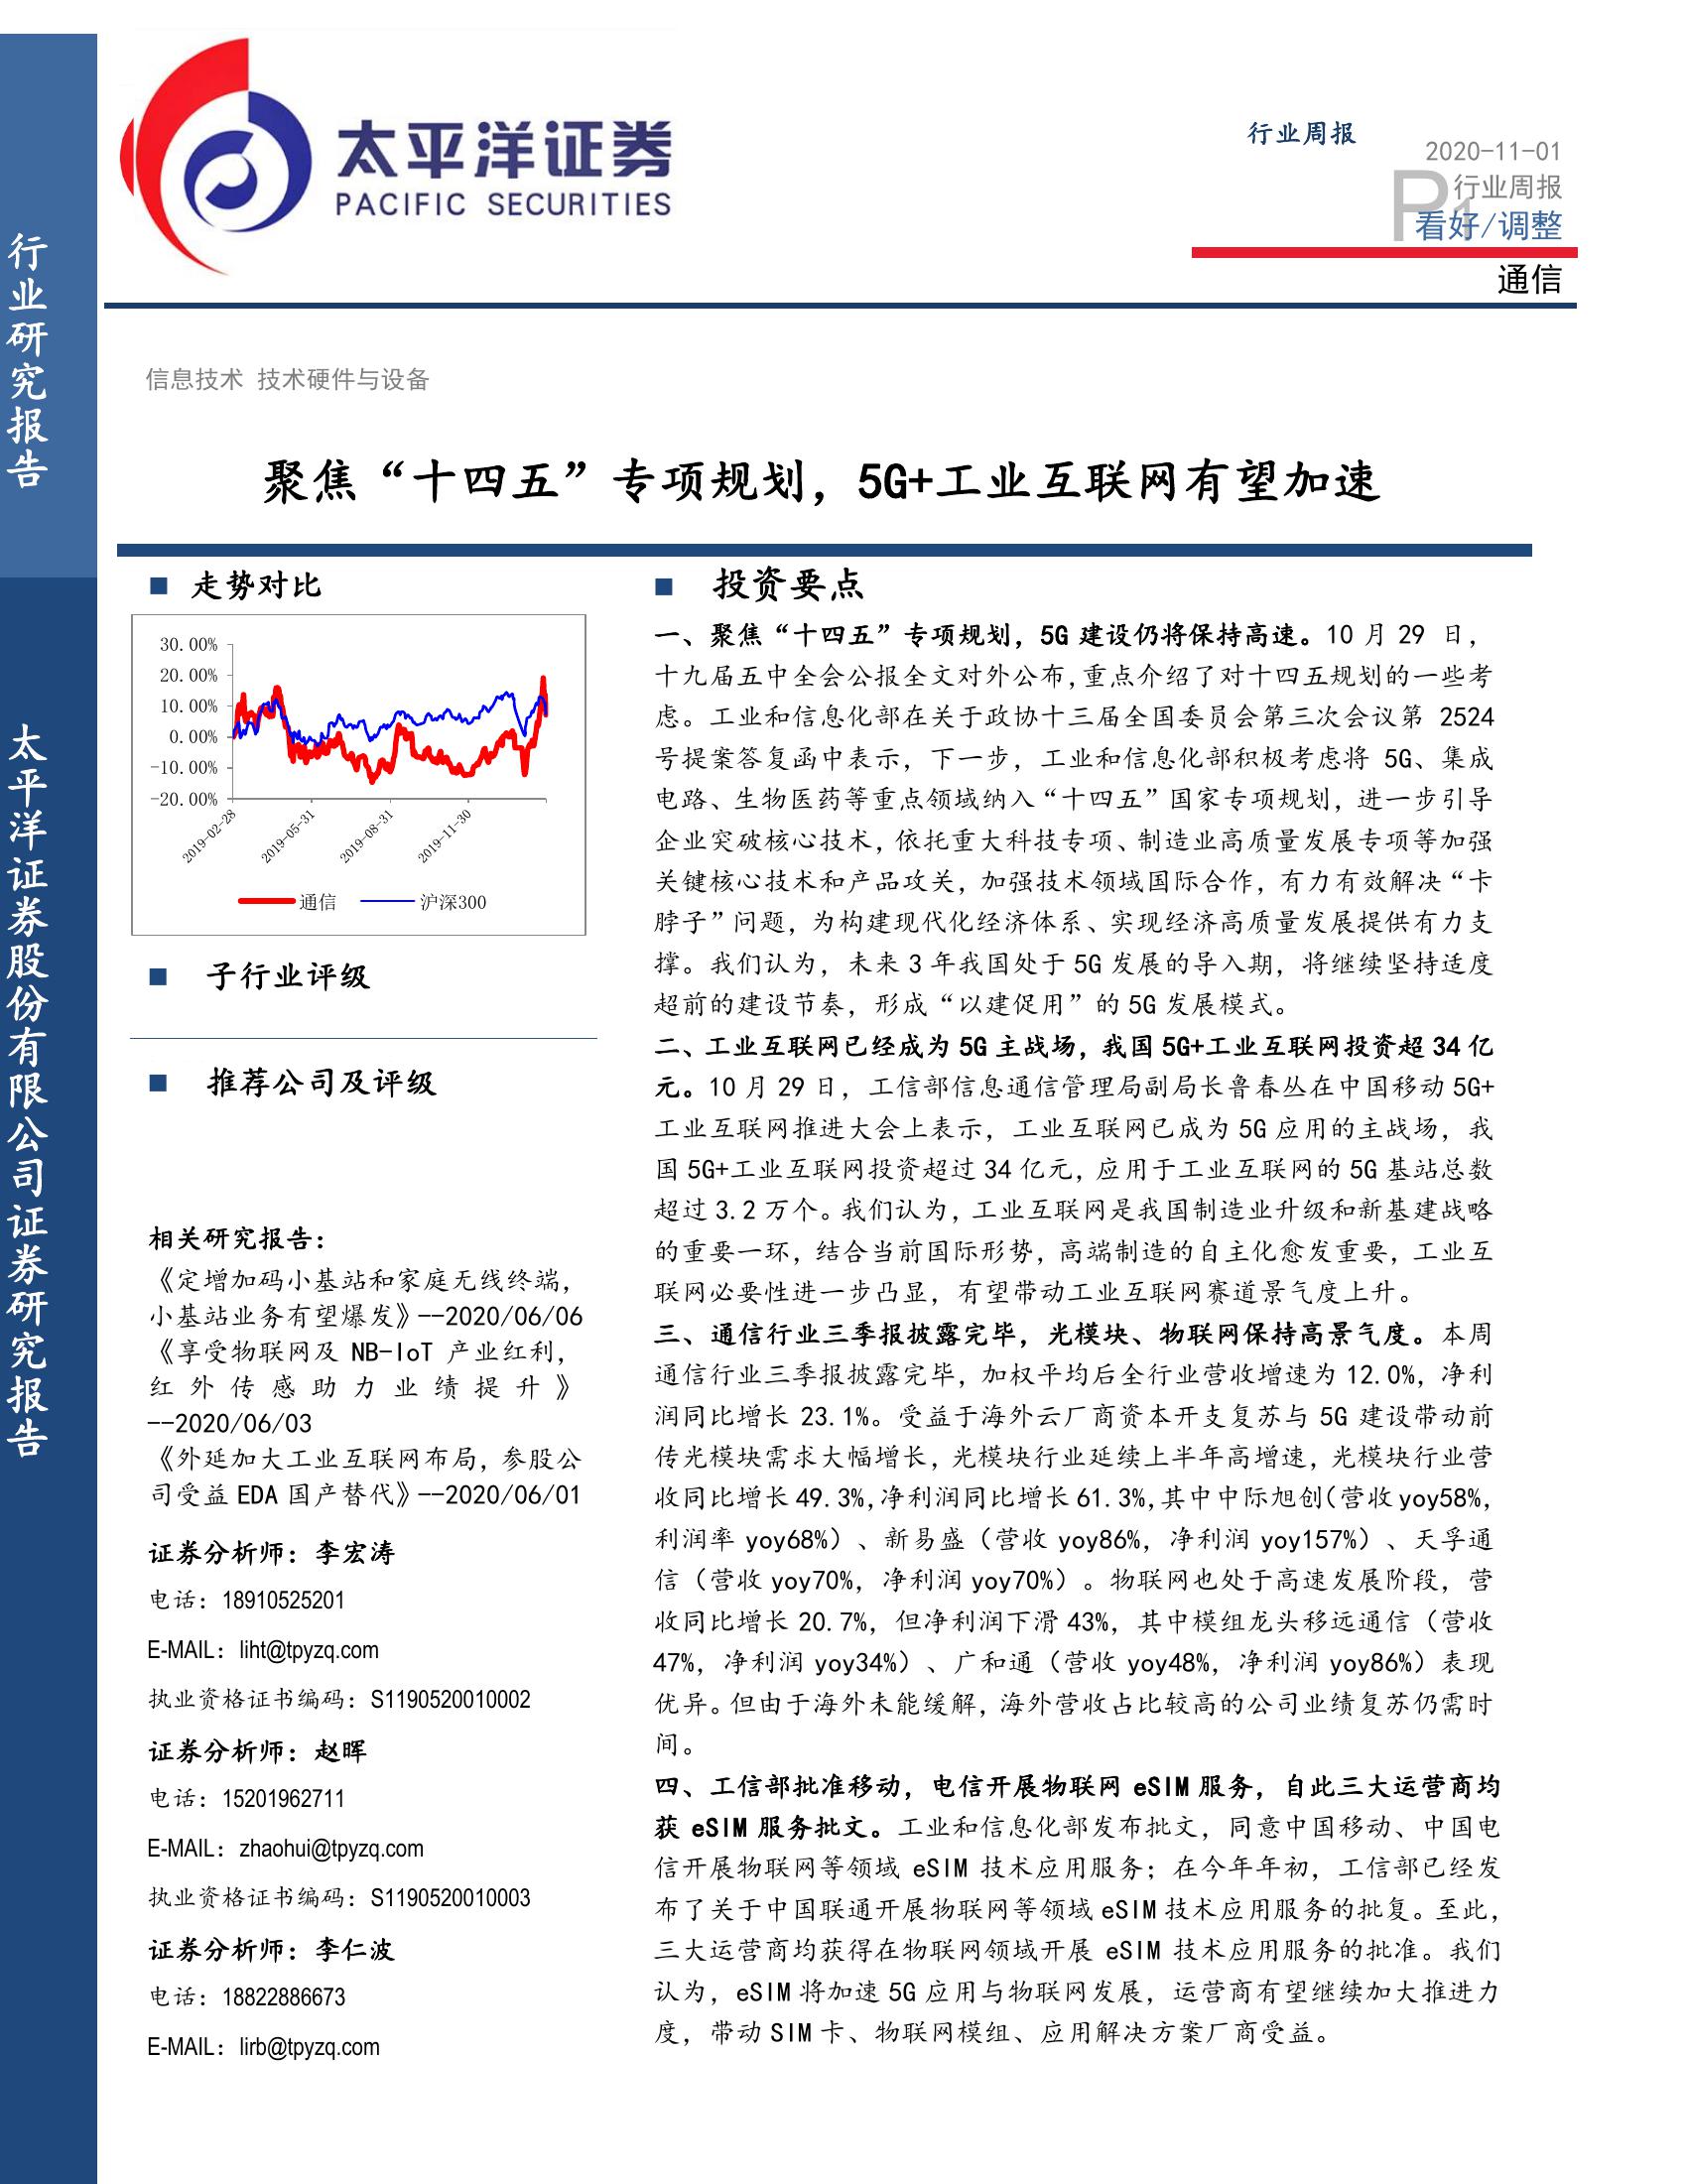 太平洋证券
PACIFIC SECURITIES
行业周报
2020-11-01
行业周报
P1
看好/调整
通信
行业研究报告
太平洋证券股份有限公司证券研究报告
信息技术 技术硬件与设备
聚焦“十四五”专项规划，5G+工业互联网有望加速
走势对比
30.00%
20.00%
10.00%
0.00%
-10.00%
-20.00%
2019-02-28
2019-05-31
2019-08-31
2019-11-30
通信 沪深300
子行业评级
推荐公司及评级
相关研究报告：
《定增加码小基站和家庭无线终端，
小基站业务有望爆发》--2020/06/06
《享受物联网及 NB-IoT 产业红利，
红外传感助力业绩提升》
--2020/06/03
《外延加大工业互联网布局，参股公
司受益 EDA 国产替代》--2020/06/01
证券分析师：李宏涛
电话：18910525201
E-MAIL：liht@tpyzq.com
执业资格证书编码：S1190520010002
证券分析师：赵晖
电话：15201962711
E-MAIL：zhaohui@tpyzq.com
执业资格证书编码：S1190520010003
证券分析师：李仁波
电话：18822886673
E-MAIL：lirb@tpyzq.com
投资要点
一、聚焦“十四五”专项规划，5G 建设仍将保持高速。10 月 29 日，
十九届五中全会公报全文对外公布，重点介绍了对十四五规划的一些考
虑。工业和信息化部在关于政协十三届全国委员会第三次会议第 2524
号提案答复函中表示，下一步，工业和信息化部积极考虑将 5G、集成
电路、生物医药等重点领域纳入“十四五”国家专项规划，进一步引导
企业突破核心技术，依托重大科技专项、制造业高质量发展专项等加强
关键核心技术和产品攻关，加强技术领域国际合作，有力有效解决“卡
脖子”问题，为构建现代化经济体系、实现经济高质量发展提供有力支
撑。我们认为，未来 3 年我国处于 5G 发展的导入期，将继续坚持适度
超前的建设节奏，形成“以建促用”的 5G 发展模式。
二、工业互联网已经成为 5G 主战场，我国 5G+工业互联网投资超 34 亿
元。10 月 29 日，工信部信息通信管理局副局长鲁春丛在中国移动 5G+
工业互联网推进大会上表示，工业互联网已成为 5G 应用的主战场，我
国 5G+工业互联网投资超过 34 亿元，应用于工业互联网的 5G 基站总数
超过 3.2 万个。我们认为，工业互联网是我国制造业升级和新基建战略
的重要一环，结合当前国际形势，高端制造的自主化愈发重要，工业互
联网必要性进一步凸显，有望带动工业互联网赛道景气度上升。
三、通信行业三季报披露完毕，光模块、物联网保持高景气度。本周
通信行业三季报披露完毕，加权平均后全行业营收增速为 12.0%，净利
润同比增长 23.1%。受益于海外云厂商资本开支复苏与 5G 建设带动前
传光模块需求大幅增长，光模块行业延续上半年高增速，光模块行业营
收同比增长 49.3%，净利润同比增长 61.3%，其中中际旭创（营收 yoy58%，
利润率 yoy68%）、新易盛（营收 yoy86%，净利润 yoy157%）、天孚通
信（营收 yoy70%，净利润 yoy70%）。物联网也处于高速发展阶段，营
收同比增长 20.7%，但净利润下滑 43%，其中模组龙头移远通信（营收
47%，净利润 yoy34%）、广和通（营收 yoy48%，净利润 yoy86%）表现
优异。但由于海外未能缓解，海外营收占比较高的公司业绩复苏仍需时
间。
四、工信部批准移动，电信开展物联网 eSIM 服务，自此三大运营商均
获 eSIM 服务批文。工业和信息化部发布批文，同意中国移动、中国电
信开展物联网等领域 eSIM 技术应用服务；在今年年初，工信部已经发
布了关于中国联通开展物联网等领域 eSIM 技术应用服务的批复。至此，
三大运营商均获得在物联网领域开展 eSIM 技术应用服务的批准。我们
认为，eSIM 将加速 5G 应用与物联网发展，运营商有望继续加大推进力
度，带动 SIM 卡、物联网模组、应用解决方案厂商受益。